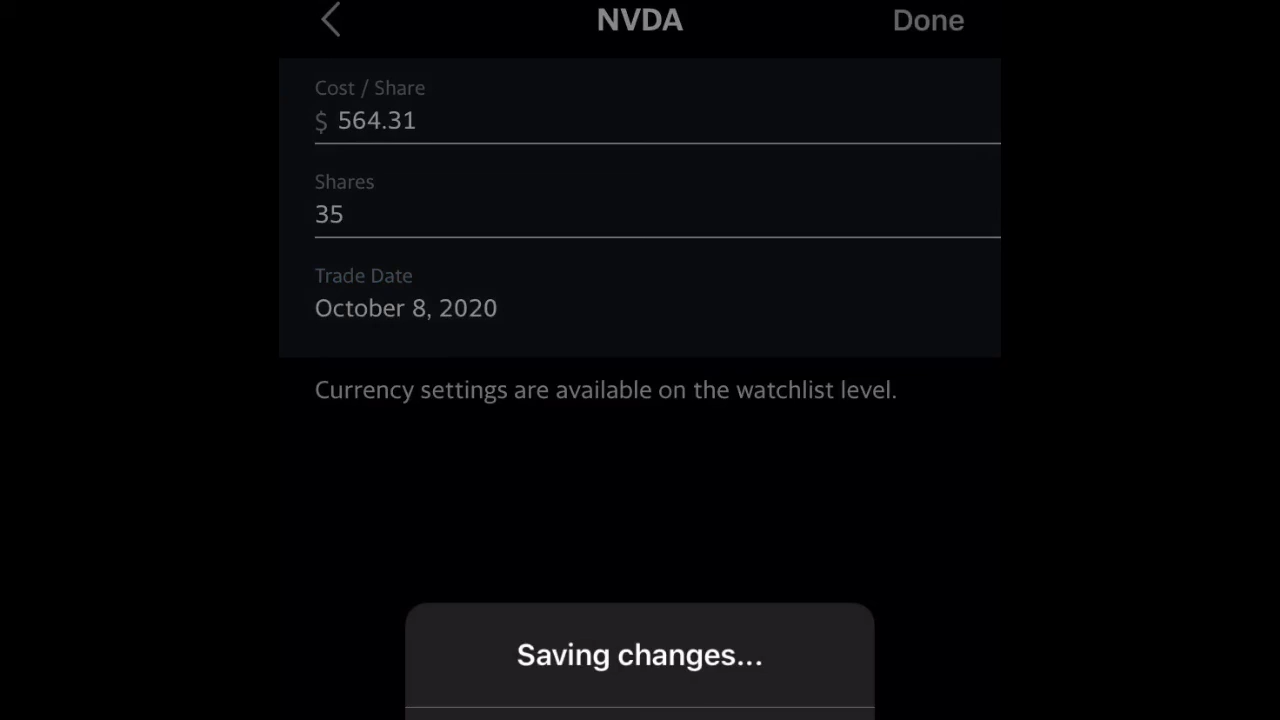 NVDA Done
Cost / Share
$ 564.31
Shares
35
Trade Date
October 8, 2020
Currency settings are available on the watchlist level.
Saving changes...